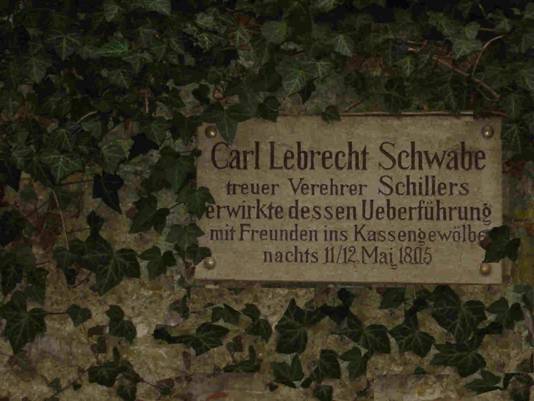 Carl Lebrecht Schwabe
treuer Verehrer Schillers
erwirkte dessen Ueberführung
mit Freunden ins Kassengewölbe
nachts 11/12. Mai 1805